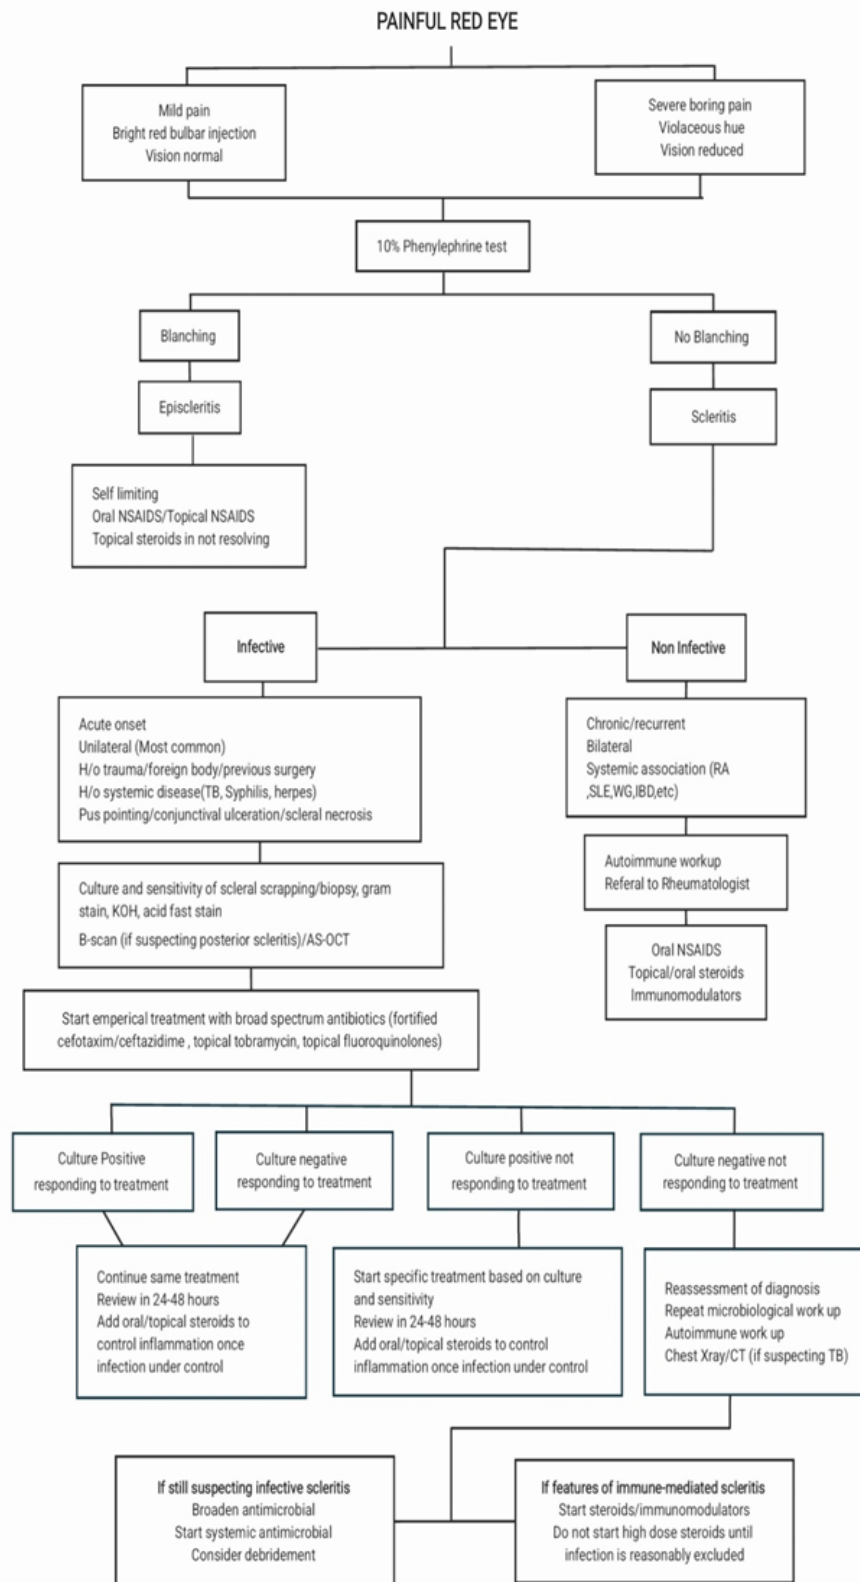 PAINFUL RED EYE
Mild pain
Bright red bulbar injection
Vision normal
Severe boring pain
Violaceous hue
Vision reduced
10% Phenylephrine test
Blanching
No Blanching
Episcleritis
Scleritis
Self limiting
Oral NSAIDS/Topical NSAIDS
Topical steroids in not resolving
Infective
Non Infective
Acute onset
Unilateral (Most common)
H/o trauma/foreign body/previous surgery
H/o systemic disease(TB, Syphilis, herpes)
Pus pointing/conjunctival ulceration/scleral necrosis
Chronic/recurrent
Bilateral
Systemic association (RA
,SLE,WG,IBD,etc)
Autoimmune workup
Referal to Rheumatologist
Culture and sensitivity of scleral scrapping/biopsy, gram
stain, KOH, acid fast stain
B-scan (if suspecting posterior scleritis)/AS-OCT
Oral NSAIDS
Topical/oral steroids
Immunomodulators
Start emperical treatment with broad spectrum antibiotics (fortified
cefotaxim/ceftazidime , topical tobramycin, topical fluoroquinolones)
Culture Positive
responding to treatment
Culture negative
responding to treatment
Culture positive not
responding to treatment
Culture negative not
responding to treatment
Continue same treatment
Review in 24-48 hours
Add oral/topical steroids to
control inflammation once
infection under control
Start specific treatment based on culture
and sensitivity
Review in 24-48 hours
Add oral/topical steroids to control
inflammation once infection under control
Reassessment of diagnosis
Repeat microbiological work up
Autoimmune work up
Chest Xray/CT (if suspecting TB)
If still suspecting infective scleritis
Broaden antimicrobial
Start systemic antimicrobial
Consider debridement
If features of immune-mediated scleritis
Start steroids/immunomodulators
Do not start high dose steroids until
infection is reasonably excluded